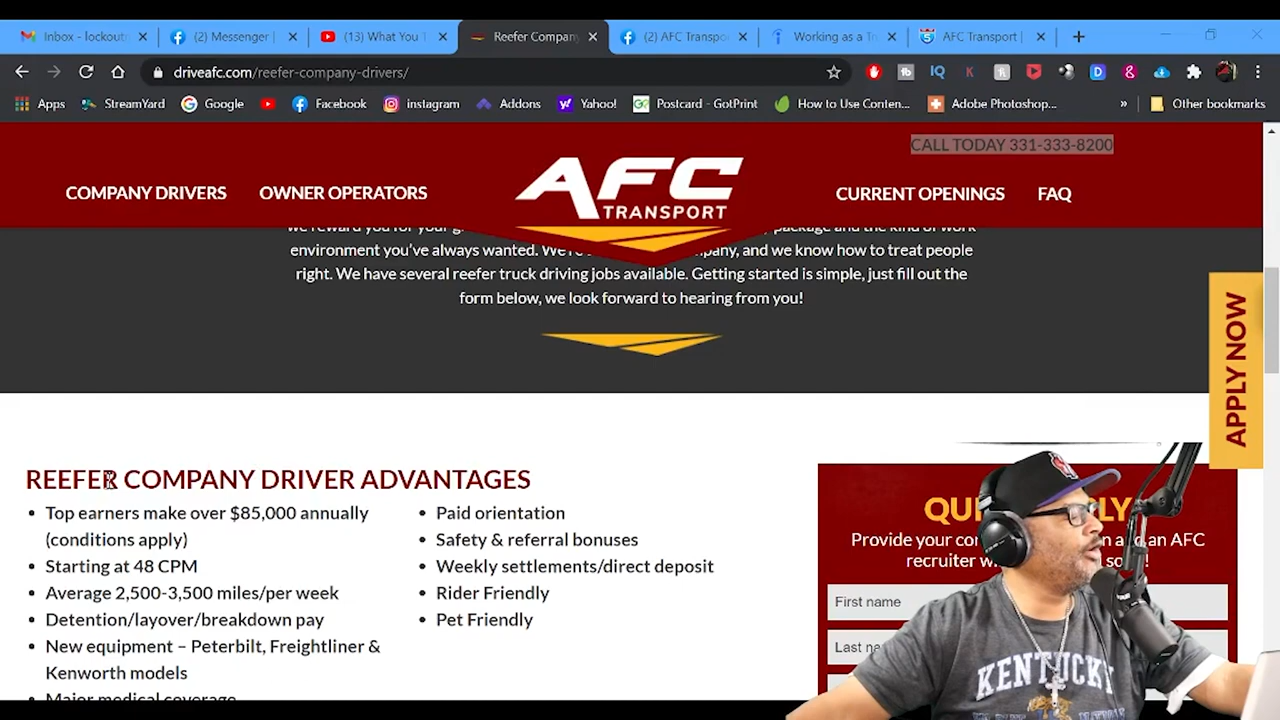 Inbox - lockoutm
(2) Messenger |
(13) What You T
Reefer Company
(2) AFC Transpo
Working as a Tr
AFC Transport |
driveafc.com/reefer-company-drivers/
Apps
StreamYard
Google
Facebook
instagram
Addons
Yahoo!
Postcard - GotPrint
How to Use Conten...
Adobe Photoshop...
»
Other bookmarks
CALL TODAY 331-333-8200
COMPANY DRIVERS
OWNER OPERATORS
AFC
TRANSPORT
CURRENT OPENINGS
FAQ
we reward you for your package and the kind of work
environment you've always wanted. We're and we know how to treat people
right. We have several reefer truck driving jobs available. Getting started is simple, just fill out the
form below, we look forward to hearing from you!
APPLY NOW
REEFER COMPANY DRIVER ADVANTAGES
• Top earners make over $85,000 annually
(conditions apply)
• Starting at 48 CPM
• Average 2,500-3,500 miles/per week
• Detention/layover/breakdown pay
• New equipment – Peterbilt, Freightliner &
Kenworth models
• Major medical coverage
• Paid orientation
• Safety & referral bonuses
• Weekly settlements/direct deposit
• Rider Friendly
• Pet Friendly
Provide your an AFC
recruiter
First name
Last
KENTUCKY